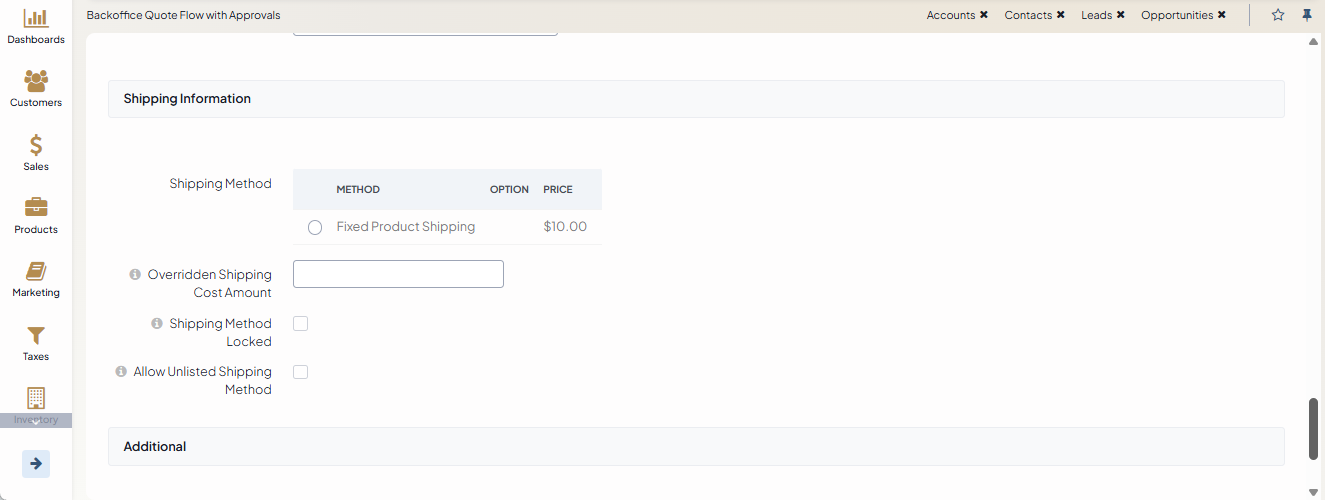 Backoffice Quote Flow with Approvals
Accounts ✖ Contacts ✖ Leads ✖ Opportunities ✖
Dashboards
Customers
Sales
Products
Marketing
Taxes
Inventory
Shipping Information
Shipping Method
METHOD OPTION PRICE
Fixed Product Shipping $10.00
Overridden Shipping
Cost Amount
Shipping Method
Locked
Allow Unlisted Shipping
Method
Additional